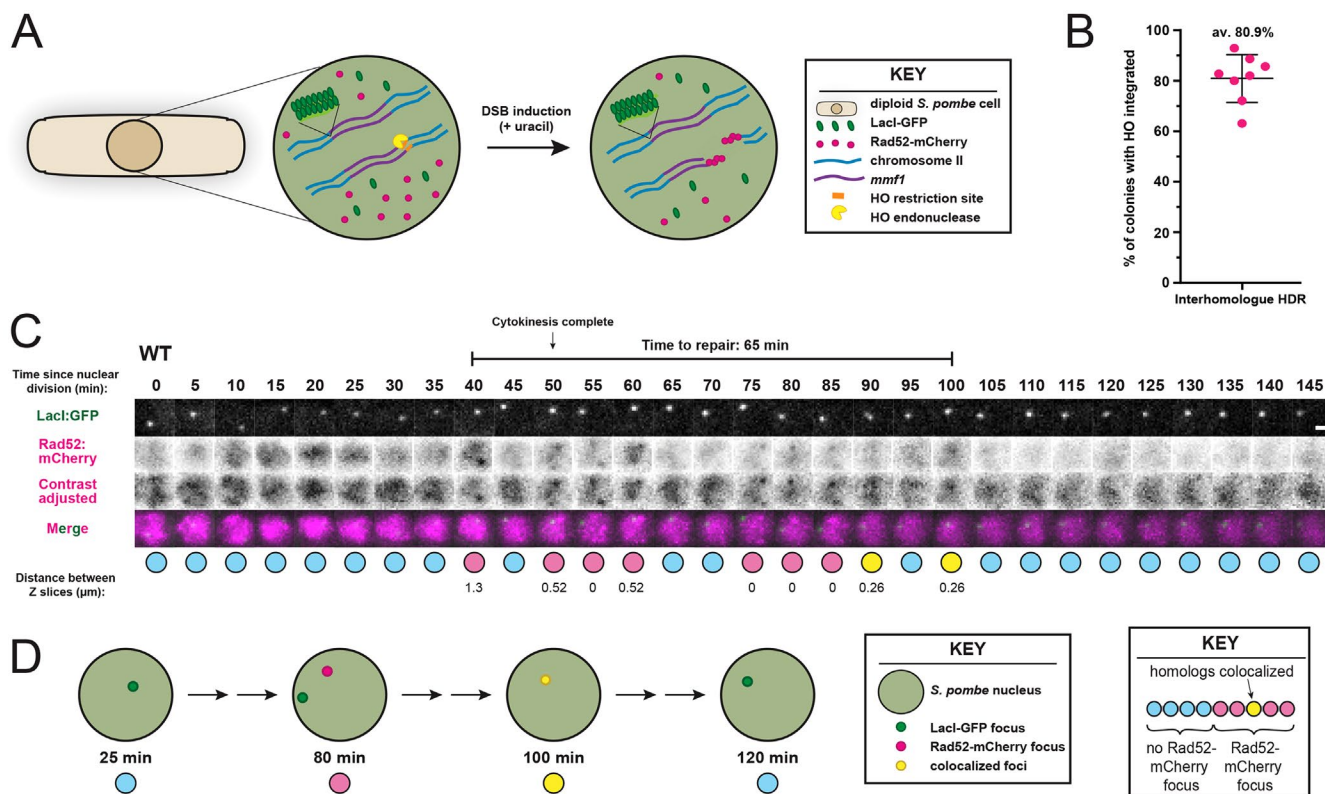 A
DSB induction
(+ uracil)
KEY
diploid S. pombe cell
LacI-GFP
Rad52-mCherry
chromosome II
mmf1
HO restriction site
HO endonuclease
B
av. 80.9%
% of colonies with HO integrated
100
80
60
40
20
0
Interhomologue HDR
C
WT
Cytokinesis complete
Time to repair: 65 min
Time since nuclear
division (min):
0 5 10 15 20 25 30 35 40 45 50 55 60 65 70 75 80 85 90 95 100 105 110 115 120 125 130 135 140 145
LacI:GFP
Rad52:
mCherry
Contrast
adjusted
Merge
Distance between
Z slices (μm):
1.3 0.52 0 0.52 0 0 0 0.26 0.26
D
25 min
80 min
100 min
120 min
KEY
S. pombe nucleus
LacI-GFP focus
Rad52-mCherry focus
colocalized foci
KEY
homologs colocalized
no Rad52-
mCherry
focus
Rad52-
mCherry
focus